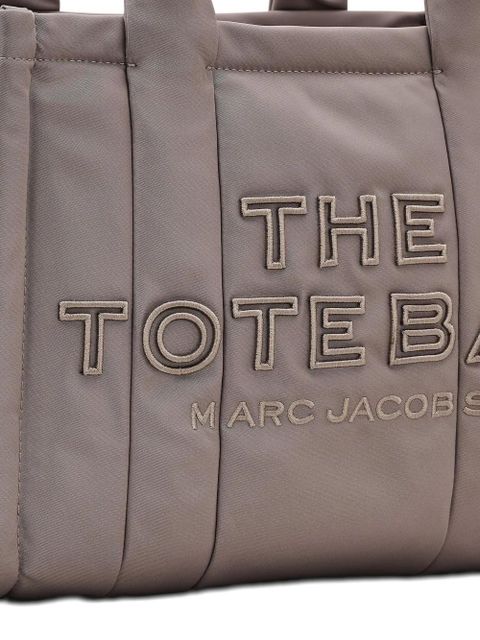 THE
TOTE BA
MARC JACOBS